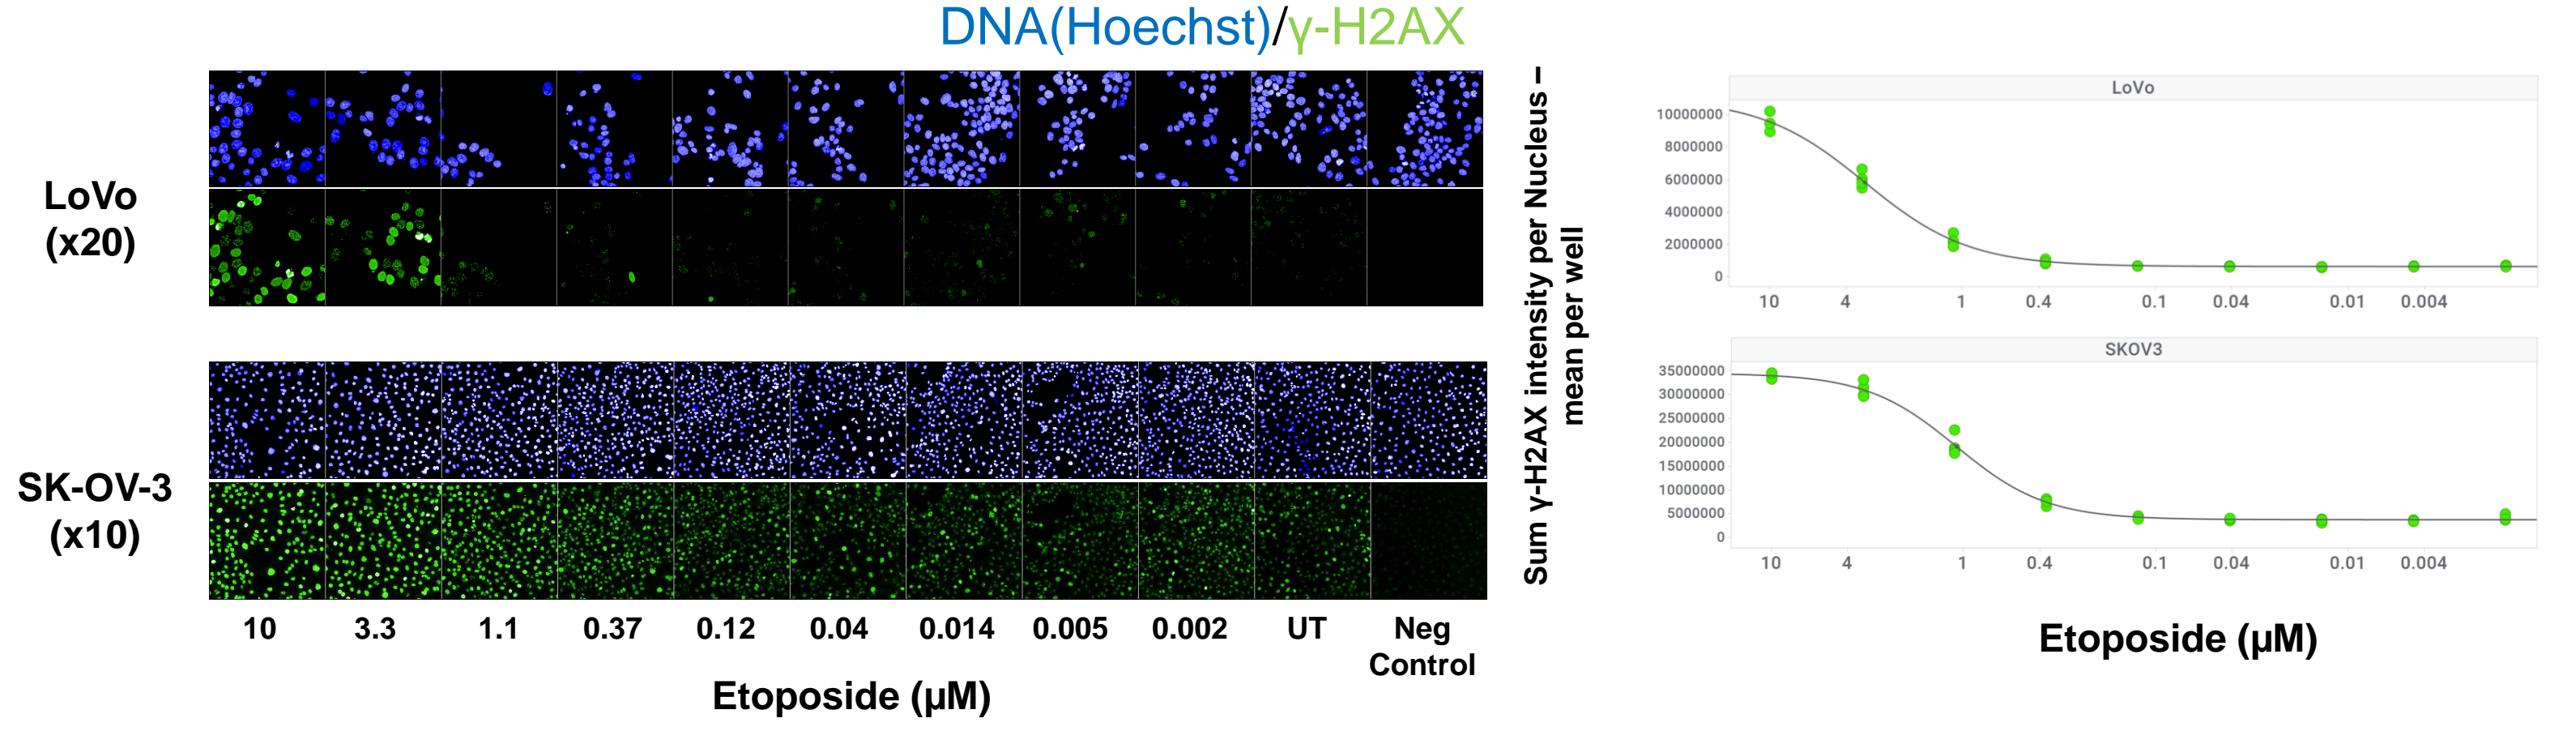 DNA(Hoechst)/γ-H2AX
LoVo
(x20)
SK-OV-3
(x10)
10 3.3 1.1 0.37 0.12 0.04 0.014 0.005 0.002 UT Neg
Control
Etoposide (µM)
Sum γ-H2AX intensity per Nucleus –
mean per well
LoVo
10000000
8000000
6000000
4000000
2000000
0
10 4 1 0.4 0.1 0.04 0.01 0.004
SKOV3
35000000
30000000
25000000
20000000
15000000
10000000
5000000
0
10 4 1 0.4 0.1 0.04 0.01 0.004
Etoposide (µM)